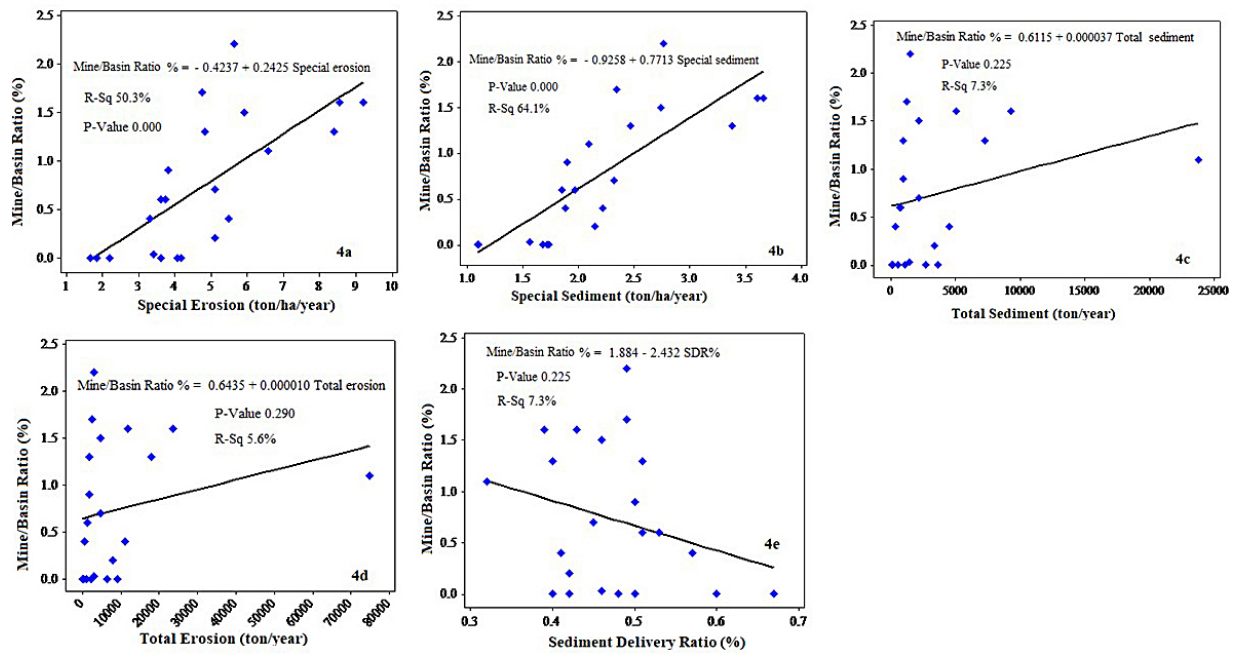 Mine/Basin Ratio % = - 0.4237 + 0.2425 Special erosion
R-Sq 50.3%
P-Value 0.000
4a
Mine/Basin Ratio (%)
2.5
2.0
1.5
1.0
0.5
0.0
1 2 3 4 5 6 7 8 9 10
Special Erosion (ton/ha/year)
Mine/Basin Ratio % = - 0.9258 + 0.7713 Special sediment
P-Value 0.000
R-Sq 64.1%
4b
Mine/Basin Ratio (%)
2.5
2.0
1.5
1.0
0.5
0.0
1.0 1.5 2.0 2.5 3.0 3.5 4.0
Special Sediment (ton/ha/year)
Mine/Basin Ratio % = 0.6115 + 0.000037 Total sediment
P-Value 0.225
R-Sq 7.3%
4c
Mine/Basin Ratio (%)
2.5
2.0
1.5
1.0
0.5
0.0
0 5000 10000 15000 20000 25000
Total Sediment (ton/year)
Mine/Basin Ratio % = 0.6435 + 0.000010 Total erosion
P-Value 0.290
R-Sq 5.6%
4d
Mine/Basin Ratio (%)
2.5
2.0
1.5
1.0
0.5
0.0
0 10000 20000 30000 40000 50000 60000 70000 80000
Total Erosion (ton/year)
Mine/Basin Ratio % = 1.884 - 2.432 SDR%
P-Value 0.225
R-Sq 7.3%
4e
Mine/Basin Ratio (%)
2.5
2.0
1.5
1.0
0.5
0.0
0.3 0.4 0.5 0.6 0.7
Sediment Delivery Ratio (%)